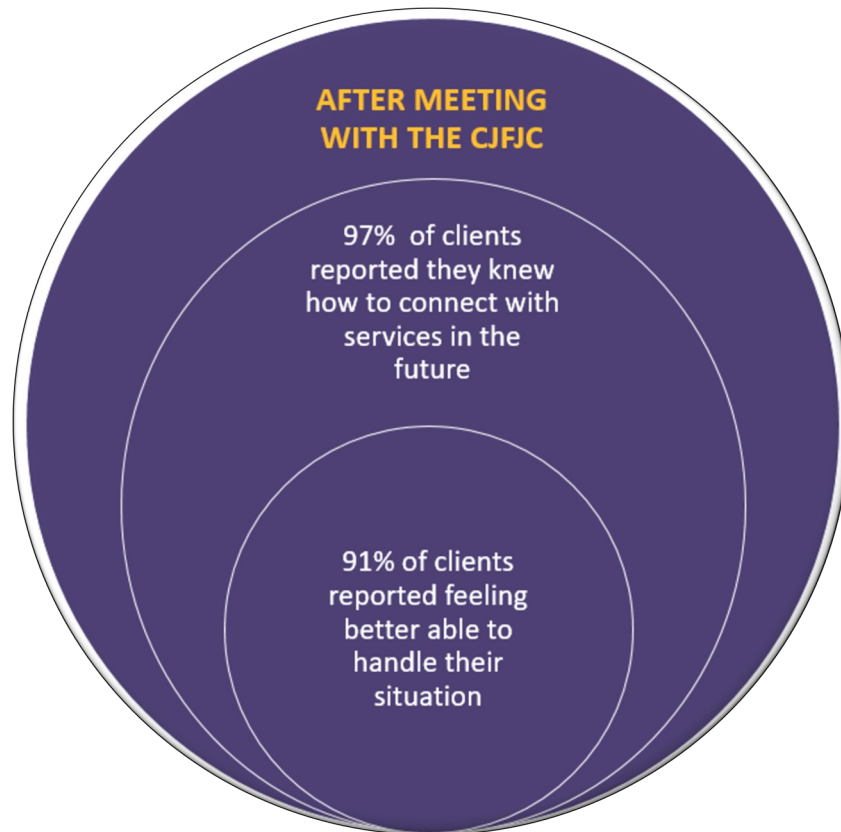 AFTER MEETING
WITH THE CJFJC
97% of clients
reported they knew
how to connect with
services in the
future
91% of clients
reported feeling
better able to
handle their
situation